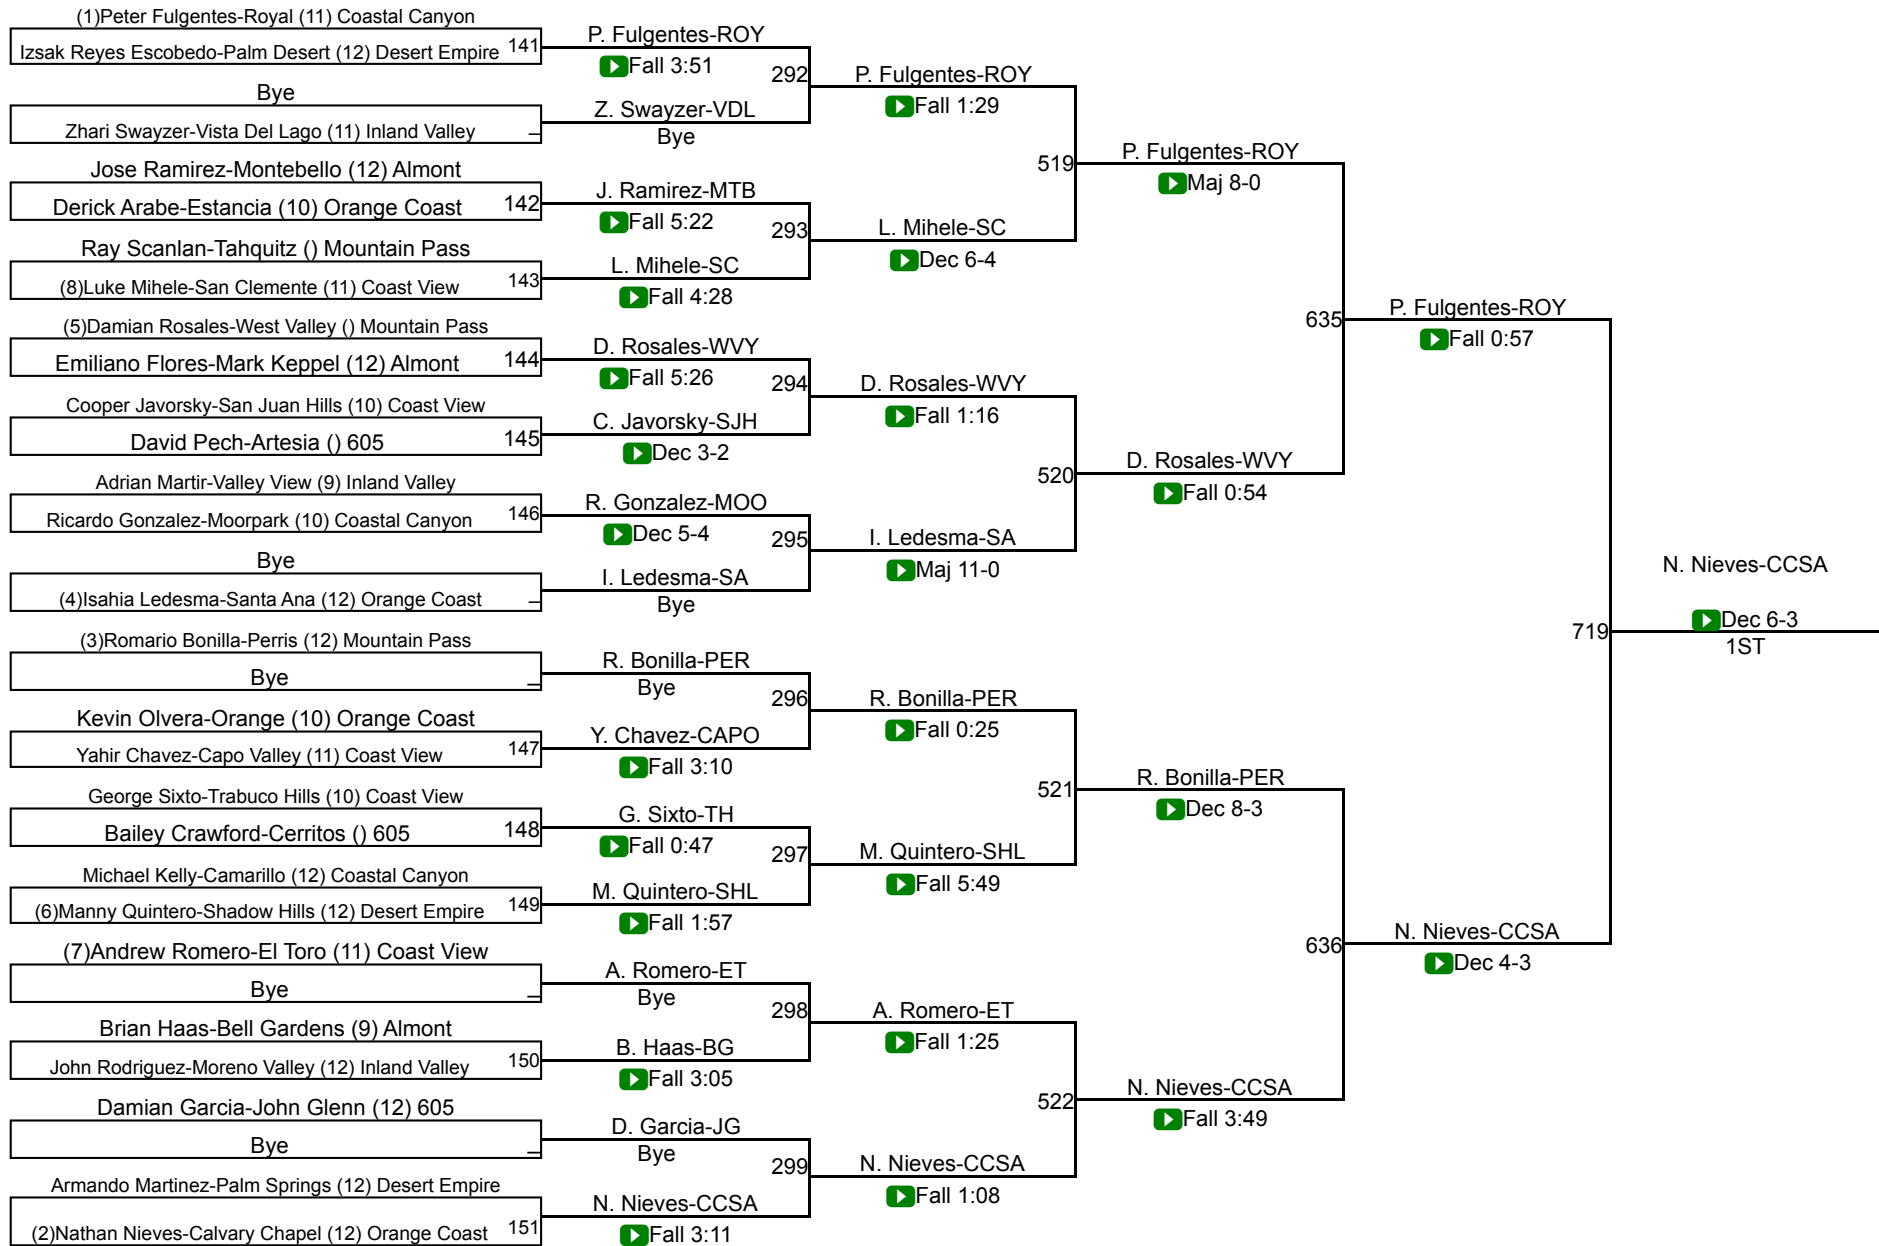 (1)Peter Fulgentes-Royal (11) Coastal Canyon
Izsak Reyes Escobedo-Palm Desert (12) Desert Empire 141
Bye
Zhari Swayzer-Vista Del Lago (11) Inland Valley _
Jose Ramirez-Montebello (12) Almont
Derick Arabe-Estancia (10) Orange Coast 142
Ray Scanlan-Tahquitz () Mountain Pass
(8)Luke Mihele-San Clemente (11) Coast View 143
(5)Damian Rosales-West Valley () Mountain Pass
Emiliano Flores-Mark Keppel (12) Almont 144
Cooper Javorsky-San Juan Hills (10) Coast View
David Pech-Artesia () 605 145
Adrian Martir-Valley View (9) Inland Valley
Ricardo Gonzalez-Moorpark (10) Coastal Canyon 146
Bye
(4)Isahia Ledesma-Santa Ana (12) Orange Coast _
(3)Romario Bonilla-Perris (12) Mountain Pass
Bye _
Kevin Olvera-Orange (10) Orange Coast
Yahir Chavez-Capo Valley (11) Coast View 147
George Sixto-Trabuco Hills (10) Coast View
Bailey Crawford-Cerritos () 605 148
Michael Kelly-Camarillo (12) Coastal Canyon
(6)Manny Quintero-Shadow Hills (12) Desert Empire 149
(7)Andrew Romero-El Toro (11) Coast View
Bye _
Brian Haas-Bell Gardens (9) Almont
John Rodriguez-Moreno Valley (12) Inland Valley 150
Damian Garcia-John Glenn (12) 605
Bye _
Armando Martinez-Palm Springs (12) Desert Empire
(2)Nathan Nieves-Calvary Chapel (12) Orange Coast 151
P. Fulgentes-ROY
Fall 3:51
292
Z. Swayzer-VDL
Bye
J. Ramirez-MTB
Fall 5:22
293
L. Mihele-SC
Fall 4:28
D. Rosales-WVY
Fall 5:26
294
C. Javorsky-SJH
Dec 3-2
R. Gonzalez-MOO
Dec 5-4
295
I. Ledesma-SA
Bye
R. Bonilla-PER
Bye
296
Y. Chavez-CAPO
Fall 3:10
G. Sixto-TH
Fall 0:47
297
M. Quintero-SHL
Fall 1:57
A. Romero-ET
Bye
298
B. Haas-BG
Fall 3:05
D. Garcia-JG
Bye
299
N. Nieves-CCSA
Fall 3:11
P. Fulgentes-ROY
Fall 1:29
519
L. Mihele-SC
Dec 6-4
D. Rosales-WVY
Fall 1:16
520
I. Ledesma-SA
Maj 11-0
R. Bonilla-PER
Fall 0:25
521
M. Quintero-SHL
Fall 5:49
A. Romero-ET
Fall 1:25
522
N. Nieves-CCSA
Fall 1:08
P. Fulgentes-ROY
Maj 8-0
635
D. Rosales-WVY
Fall 0:54
R. Bonilla-PER
Dec 8-3
636
N. Nieves-CCSA
Fall 3:49
P. Fulgentes-ROY
Fall 0:57
719
N. Nieves-CCSA
Dec 4-3
N. Nieves-CCSA
Dec 6-3
1ST